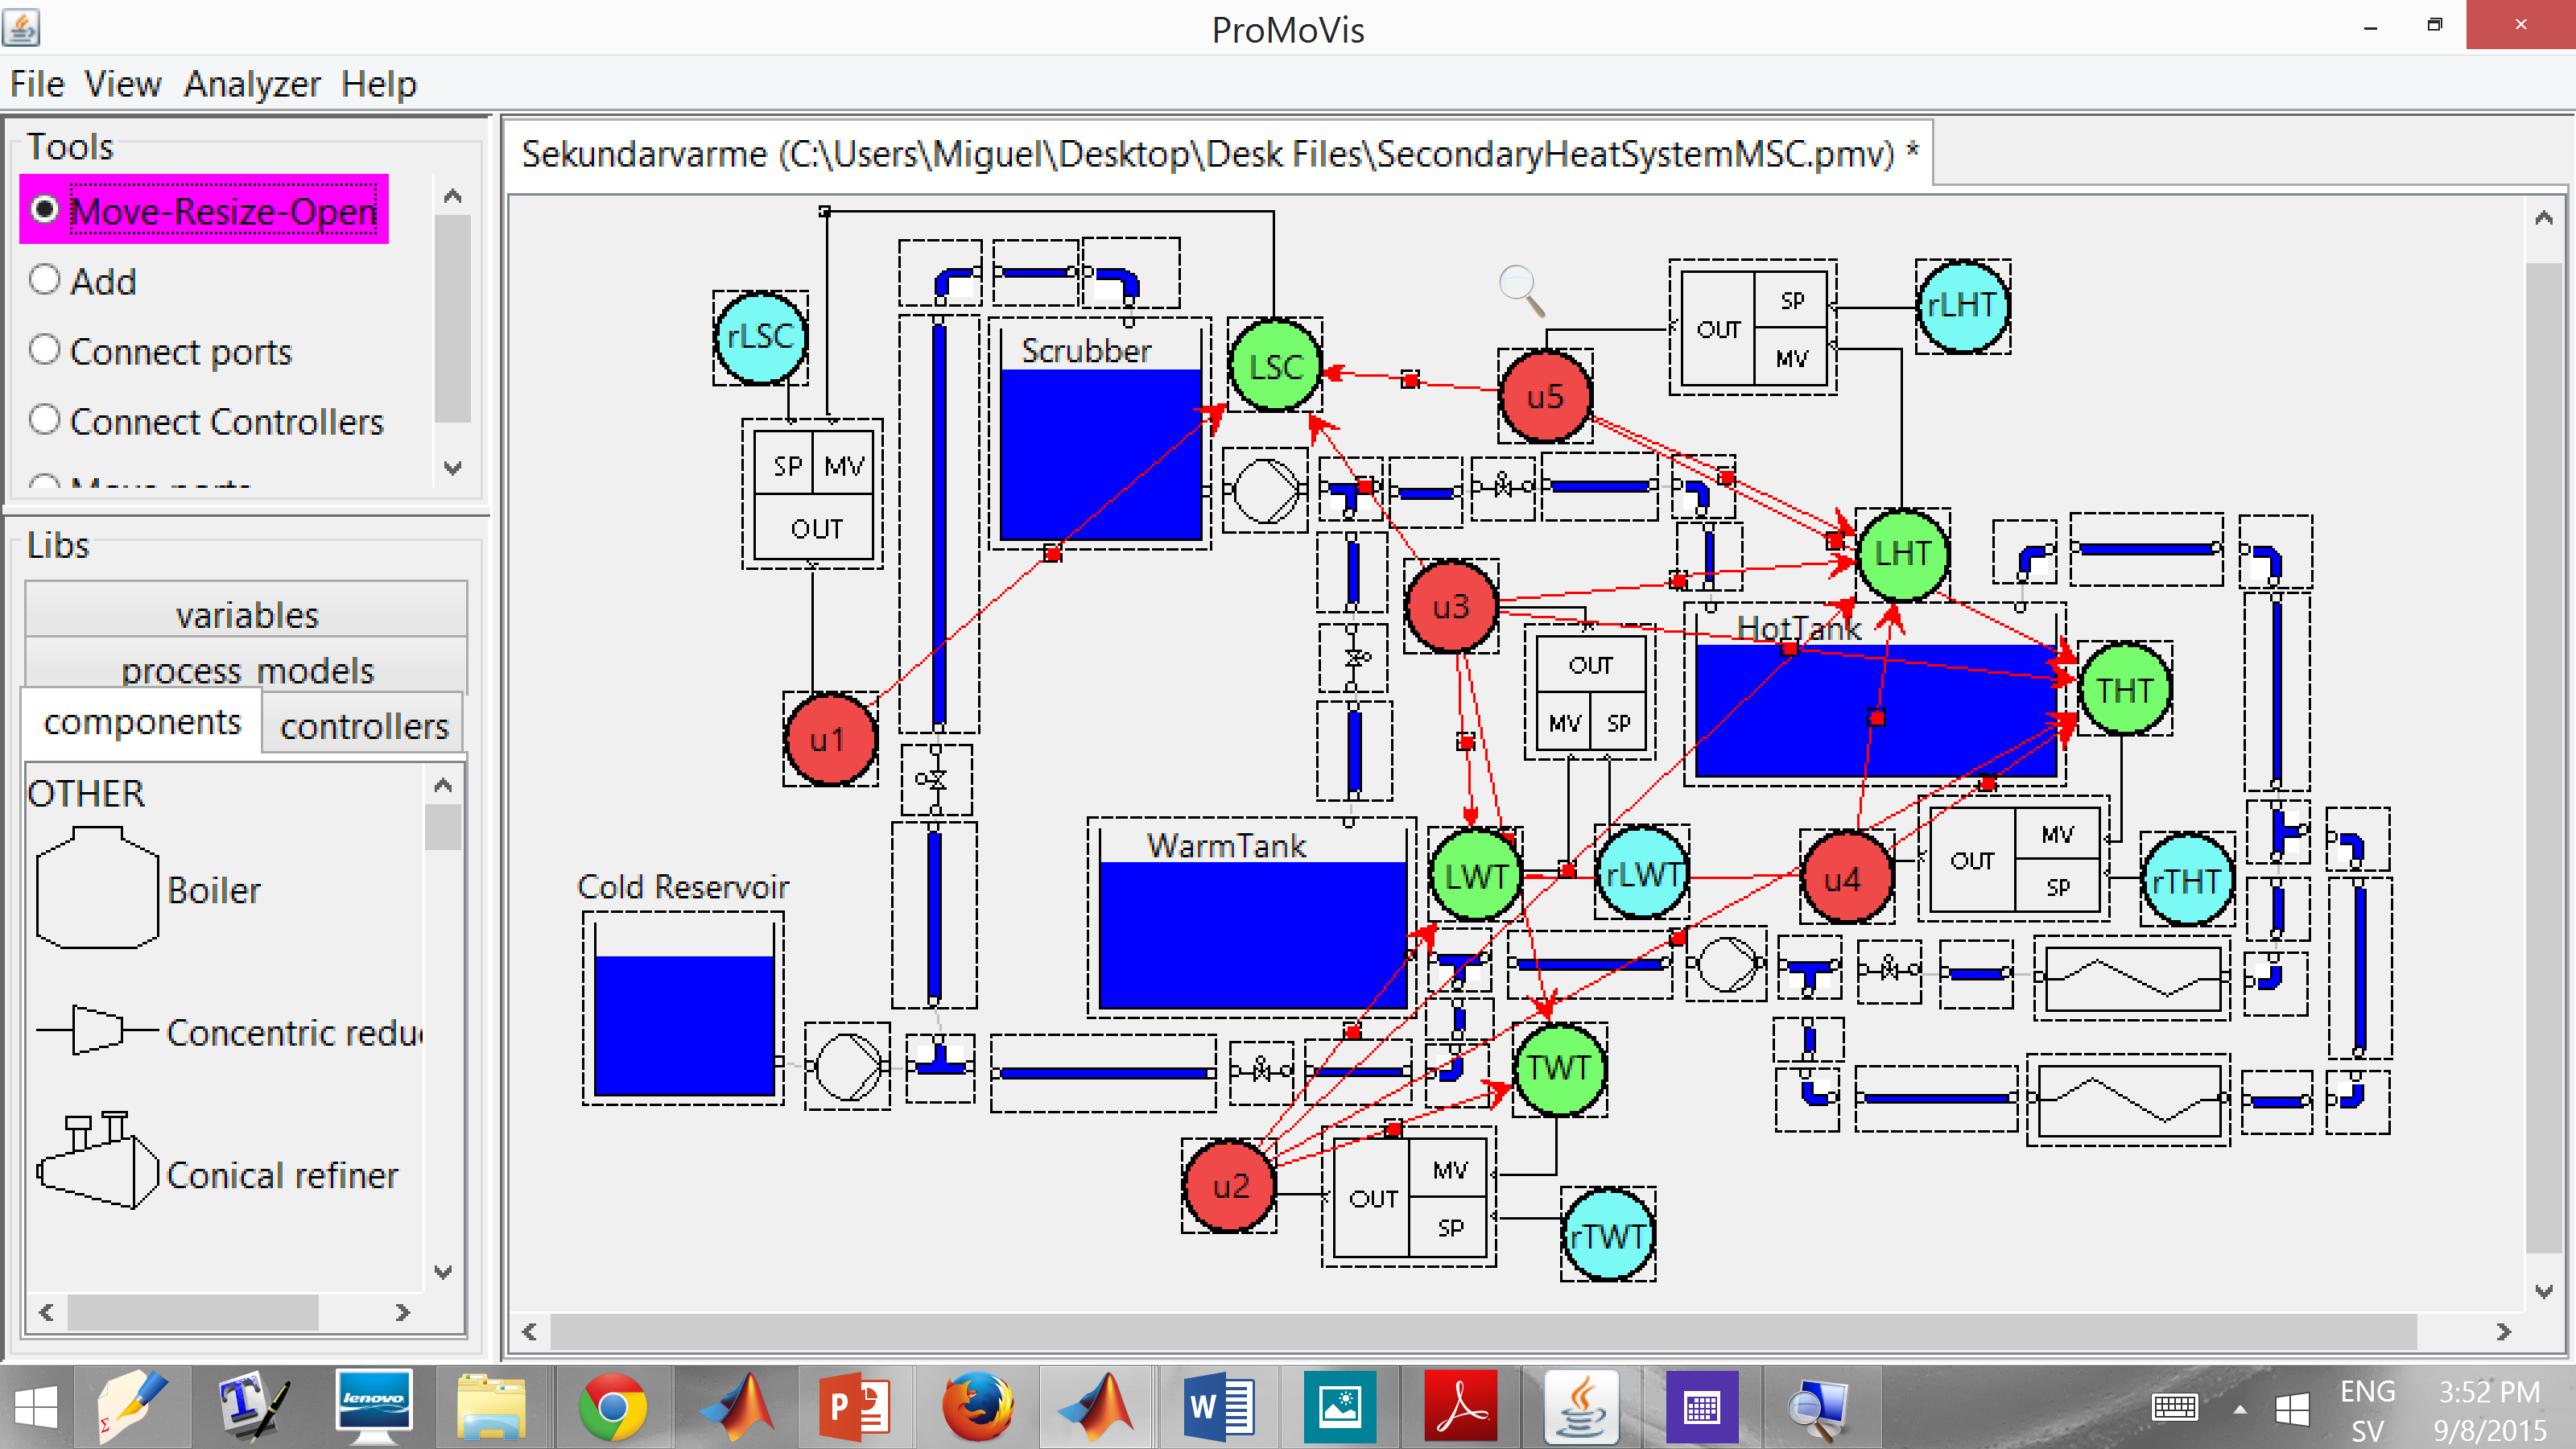 ProMoVis
File View Analyzer Help
Tools
Move-Resize-Open
Add
Connect ports
Connect Controllers
Libs
variables
process models
components
controllers
OTHER
Boiler
Concentric redu
Conical refiner
Sekundarvarme (C:\Users\Miguel\Desktop\Desk Files\SecondaryHeatSystemMSC.pmv) *
rLSC
SP MV
OUT
u1
Scrubber
LSC
u5
OUT
SP
MV
rLHT
LHT
u3
OUT
MV SP
HotTank
THT
WarmTank
LWT
rLWT
u4
OUT
MV
SP
rTHT
Cold Reservoir
TWT
u2
OUT
MV
SP
rTWT
lenovo
ENG
SV
3:52 PM
9/8/2015